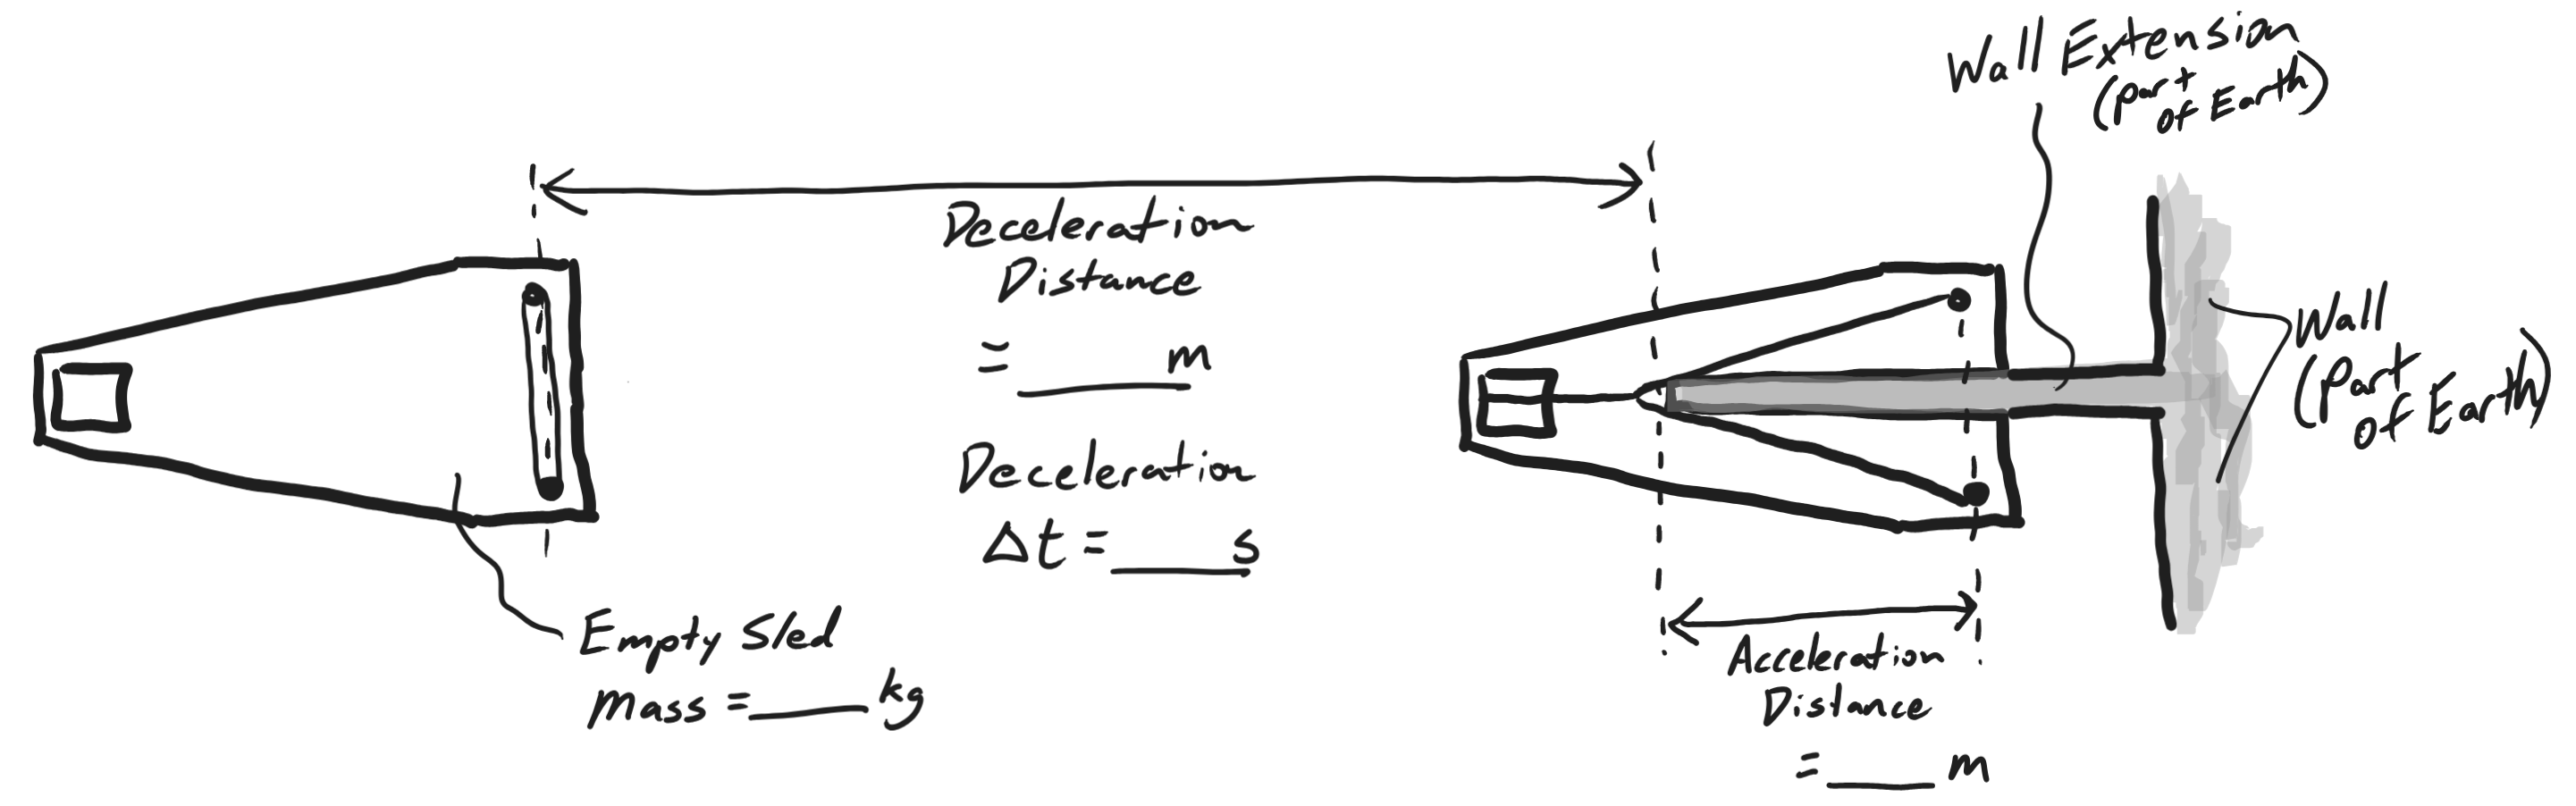 Wall Extension
(part
of Earth)
Deceleration
Distance
= ____ m
Deceleration
Δt = ____ s
Wall
(Part
of Earth)
Empty Sled
mass = ____ kg
Acceleration
Distance
= ____ m